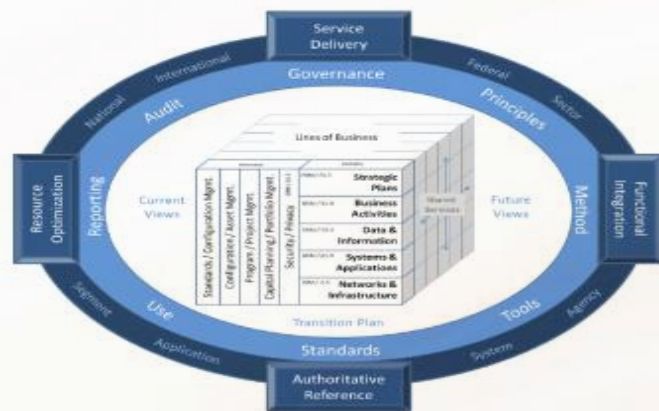 Service
Delivery
International
Federal
National
Sector
Governance
Audit
Principles
Lines of Business
Resource
Optimization
Reporting
Current
Views
Standards / Configuration Mgmt.
Configuration / Asset Mgmt.
Program / Project Mgmt.
Capital Planning / Portfolio Mgmt.
Security / Privacy
Strategic
Plans
Business
Activities
Data &
Information
Systems &
Applications
Networks &
Infrastructure
Shared
Services
Future
Views
Method
Functional
Integration
Use
Tools
Transition Plan
Standards
Segment
Application
System
Agency
Authoritative
Reference